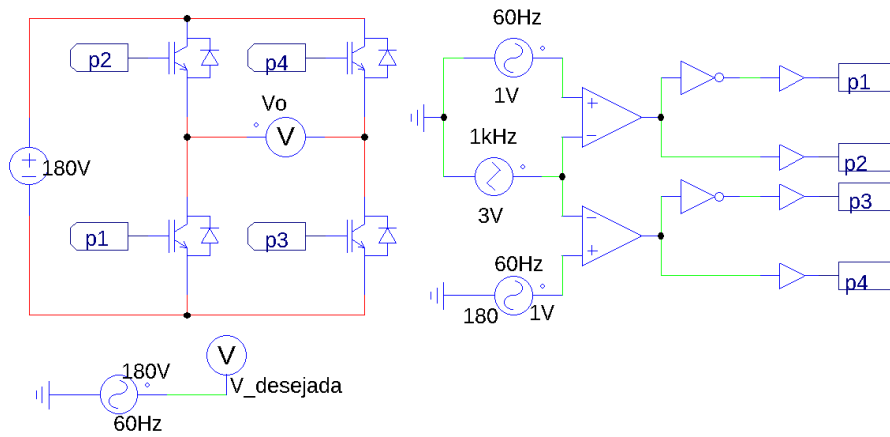 p2
p4
Vo
V
180V
p1
p3
180V
V
V_desejada
60Hz
60Hz
1V
+
−
1kHz
3V
−
+
60Hz
180
1V
p1
p2
p3
p4